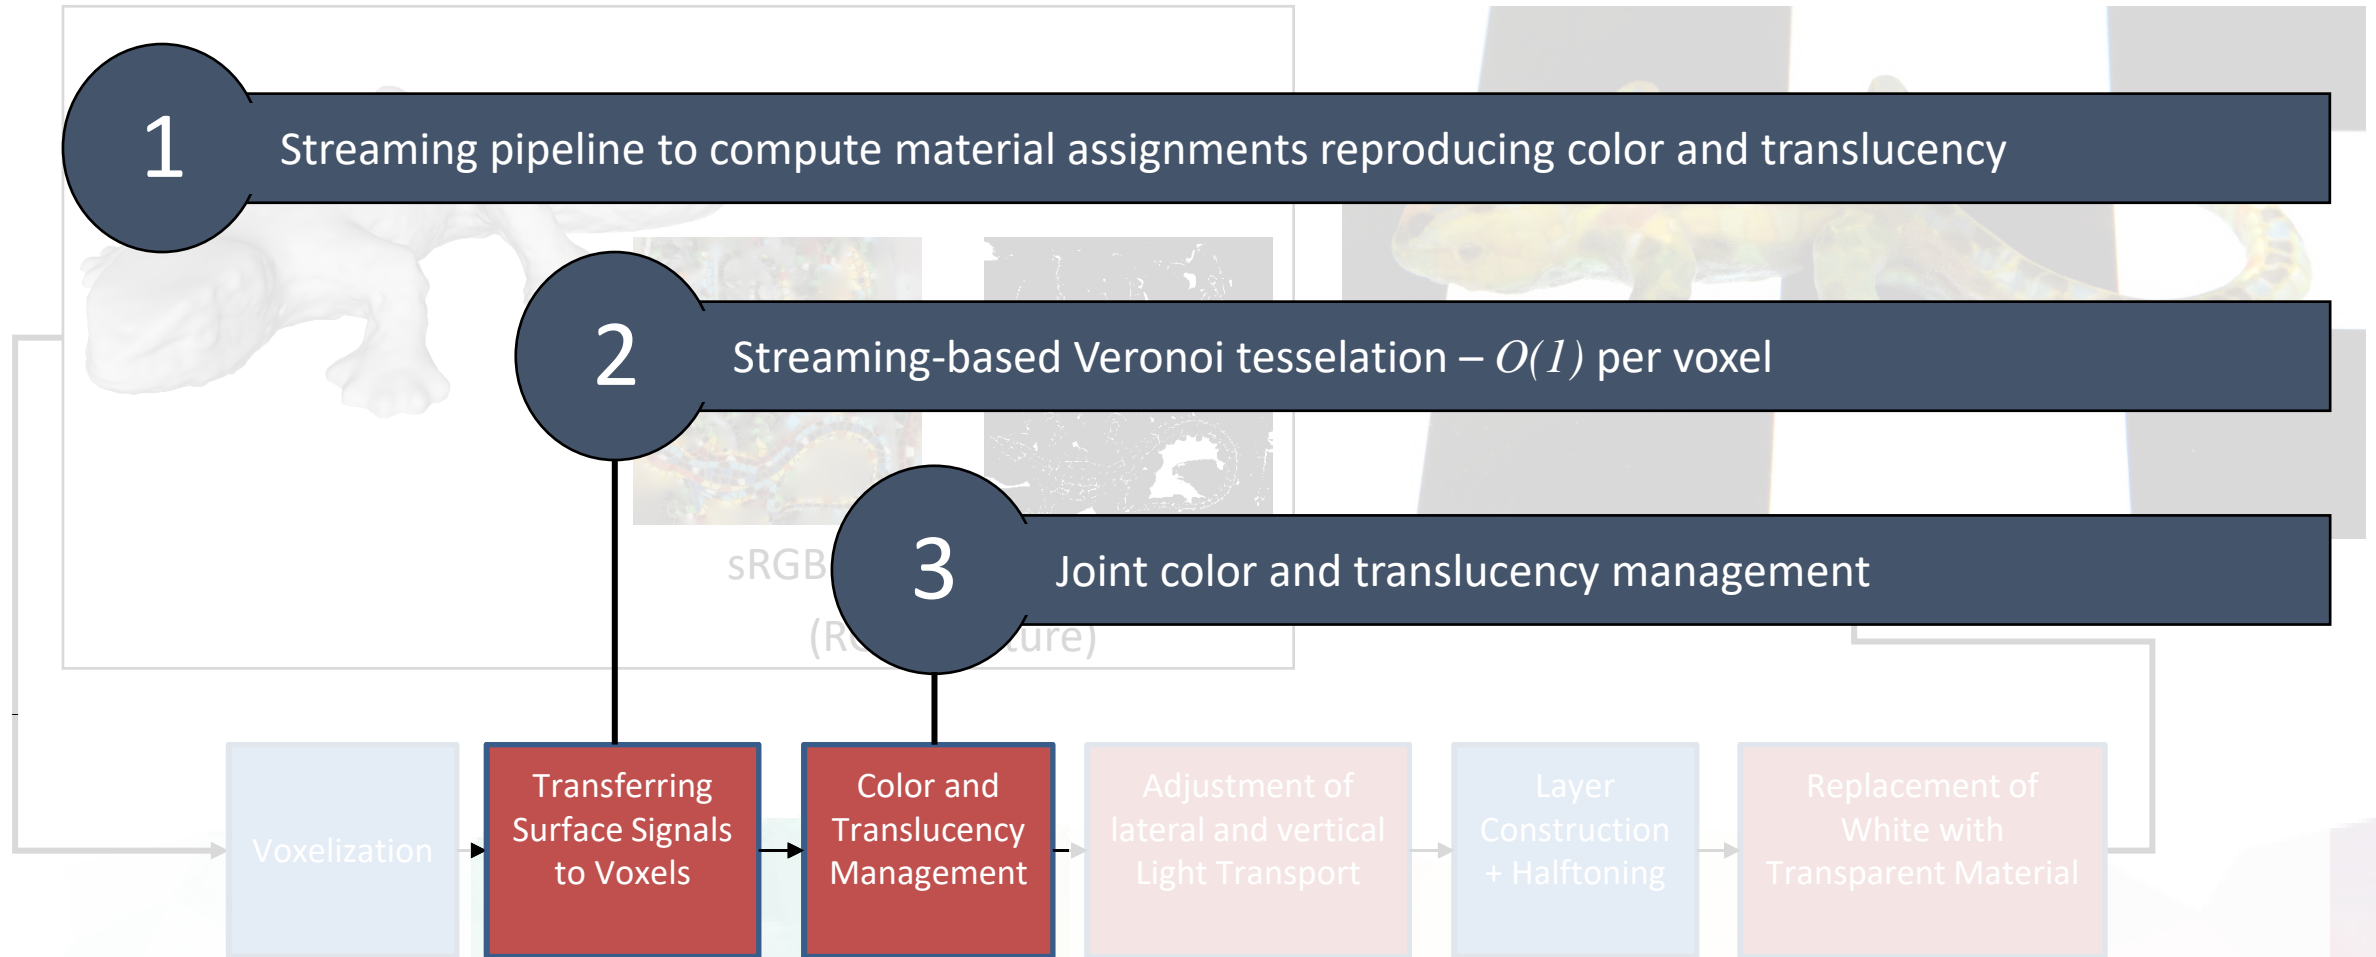 1
Streaming pipeline to compute material assignments reproducing color and translucency
2
Streaming-based Veronoi tesselation – O(1) per voxel
3
Joint color and translucency management
sRGB
Voxelization
Transferring
Surface Signals
to Voxels
Color and
Translucency
Management
Adjustment of
lateral and vertical
Light Transport
Layer
Construction
+ Halftoning
Replacement of
White with
Transparent Material